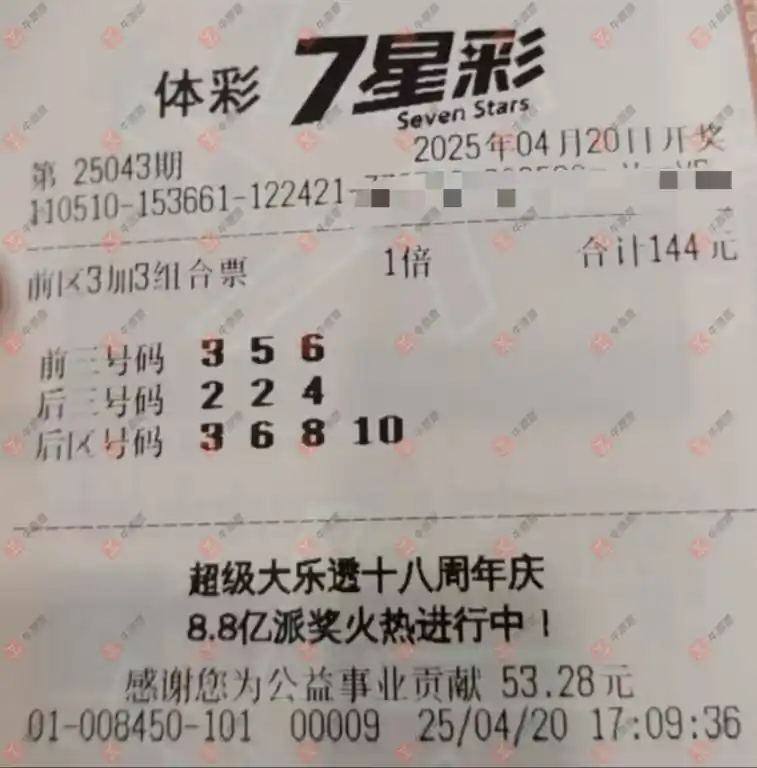 体彩 7星彩
Seven Stars
第 25043期 2025年04月20日开奖
110510-153661-122421-
前区3加3组合票 1倍 合计144元
前三号码 3 5 6
后三号码 2 2 4
后区号码 3 6 8 10
超级大乐透十八周年庆
8.8亿派奖火热进行中！
感谢您为公益事业贡献 53.28元
01-008450-101 00009 25/04/20 17:09:36